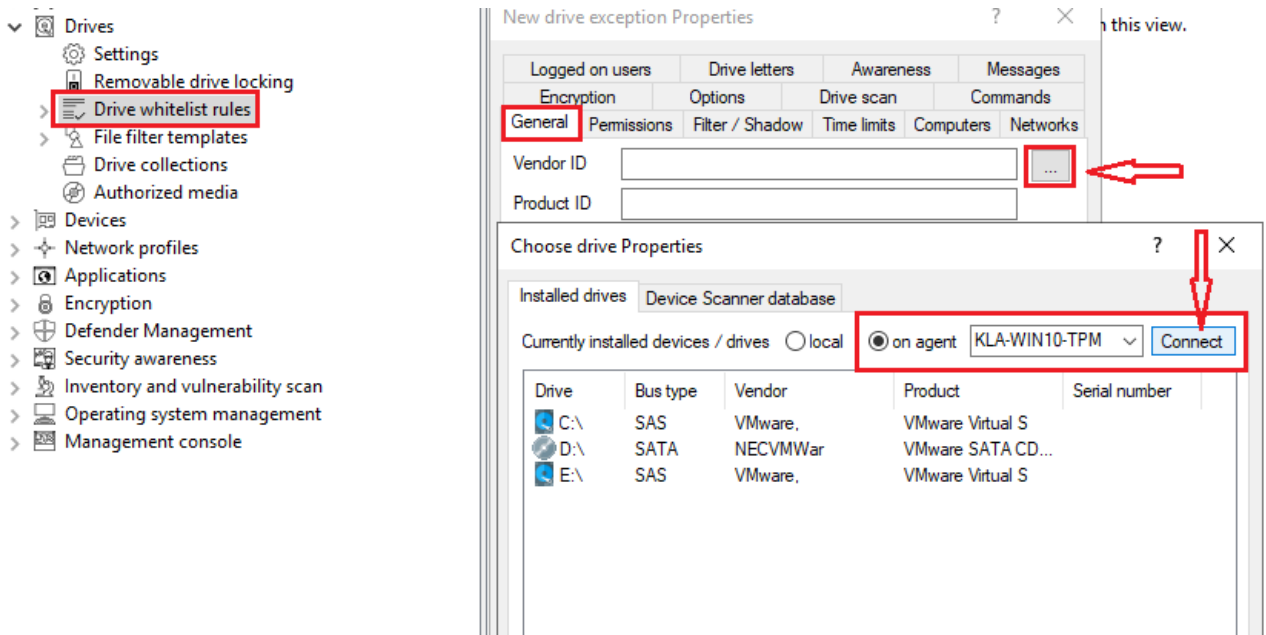 Drives
Settings
Removable drive locking
Drive whitelist rules
File filter templates
Drive collections
Authorized media
Devices
Network profiles
Applications
Encryption
Defender Management
Security awareness
Inventory and vulnerability scan
Operating system management
Management console
New drive exception Properties ?
this view.
Logged on users Drive letters Awareness Messages
Encryption Options Drive scan Commands
General Permissions Filter / Shadow Time limits Computers Networks
Vendor ID ...
Product ID
Choose drive Properties ?
Installed drives Device Scanner database
Currently installed devices / drives local on agent KLA-WIN10-TPM Connect
Drive Bus type Vendor Product Serial number
C:\ SAS VMware, VMware Virtual S
D:\ SATA NECVMWar VMware SATA CD...
E:\ SAS VMware, VMware Virtual S